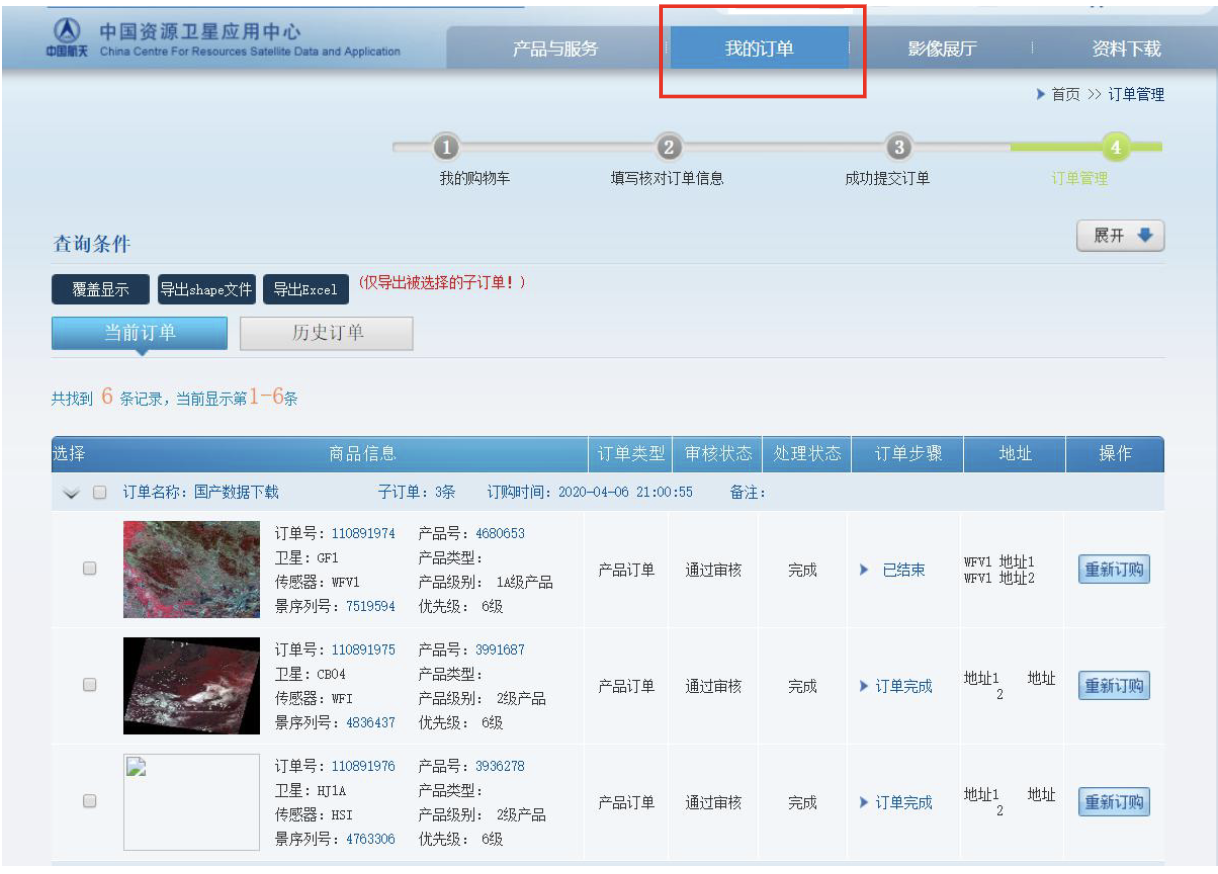 中国资源卫星应用中心
中国航天 China Centre For Resources Satellite Data and Application
产品与服务 我的订单 影像展厅 资料下载
首页 >> 订单管理
1 2 3 4
我的购物车 填写核对订单信息 成功提交订单 订单管理
查询条件 展开
覆盖显示 导出shape文件 导出Excel (仅导出被选择的子订单!)
当前订单 历史订单
共找到 6 条记录，当前显示第1-6条
选择 商品信息 订单类型 审核状态 处理状态 订单步骤 地址 操作
订单名称：国产数据下载 子订单：3条 订购时间：2020-04-06 21:00:55 备注：
订单号：110891974 产品号：4680653
卫星：GF1 产品类型：
传感器：WFV1 产品级别： 1A级产品
景序列号：7519594 优先级： 6级
产品订单 通过审核 完成 已结束
WFV1 地址1
WFV1 地址2
重新订购
订单号：110891975 产品号：3991687
卫星：CB04 产品类型：
传感器：WFI 产品级别： 2级产品
景序列号：4836437 优先级： 6级
产品订单 通过审核 完成 订单完成
地址1 地址
2
重新订购
订单号：110891976 产品号：3936278
卫星：HJ1A 产品类型：
传感器：HSI 产品级别： 2级产品
景序列号：4763306 优先级： 6级
产品订单 通过审核 完成 订单完成
地址1 地址
2
重新订购